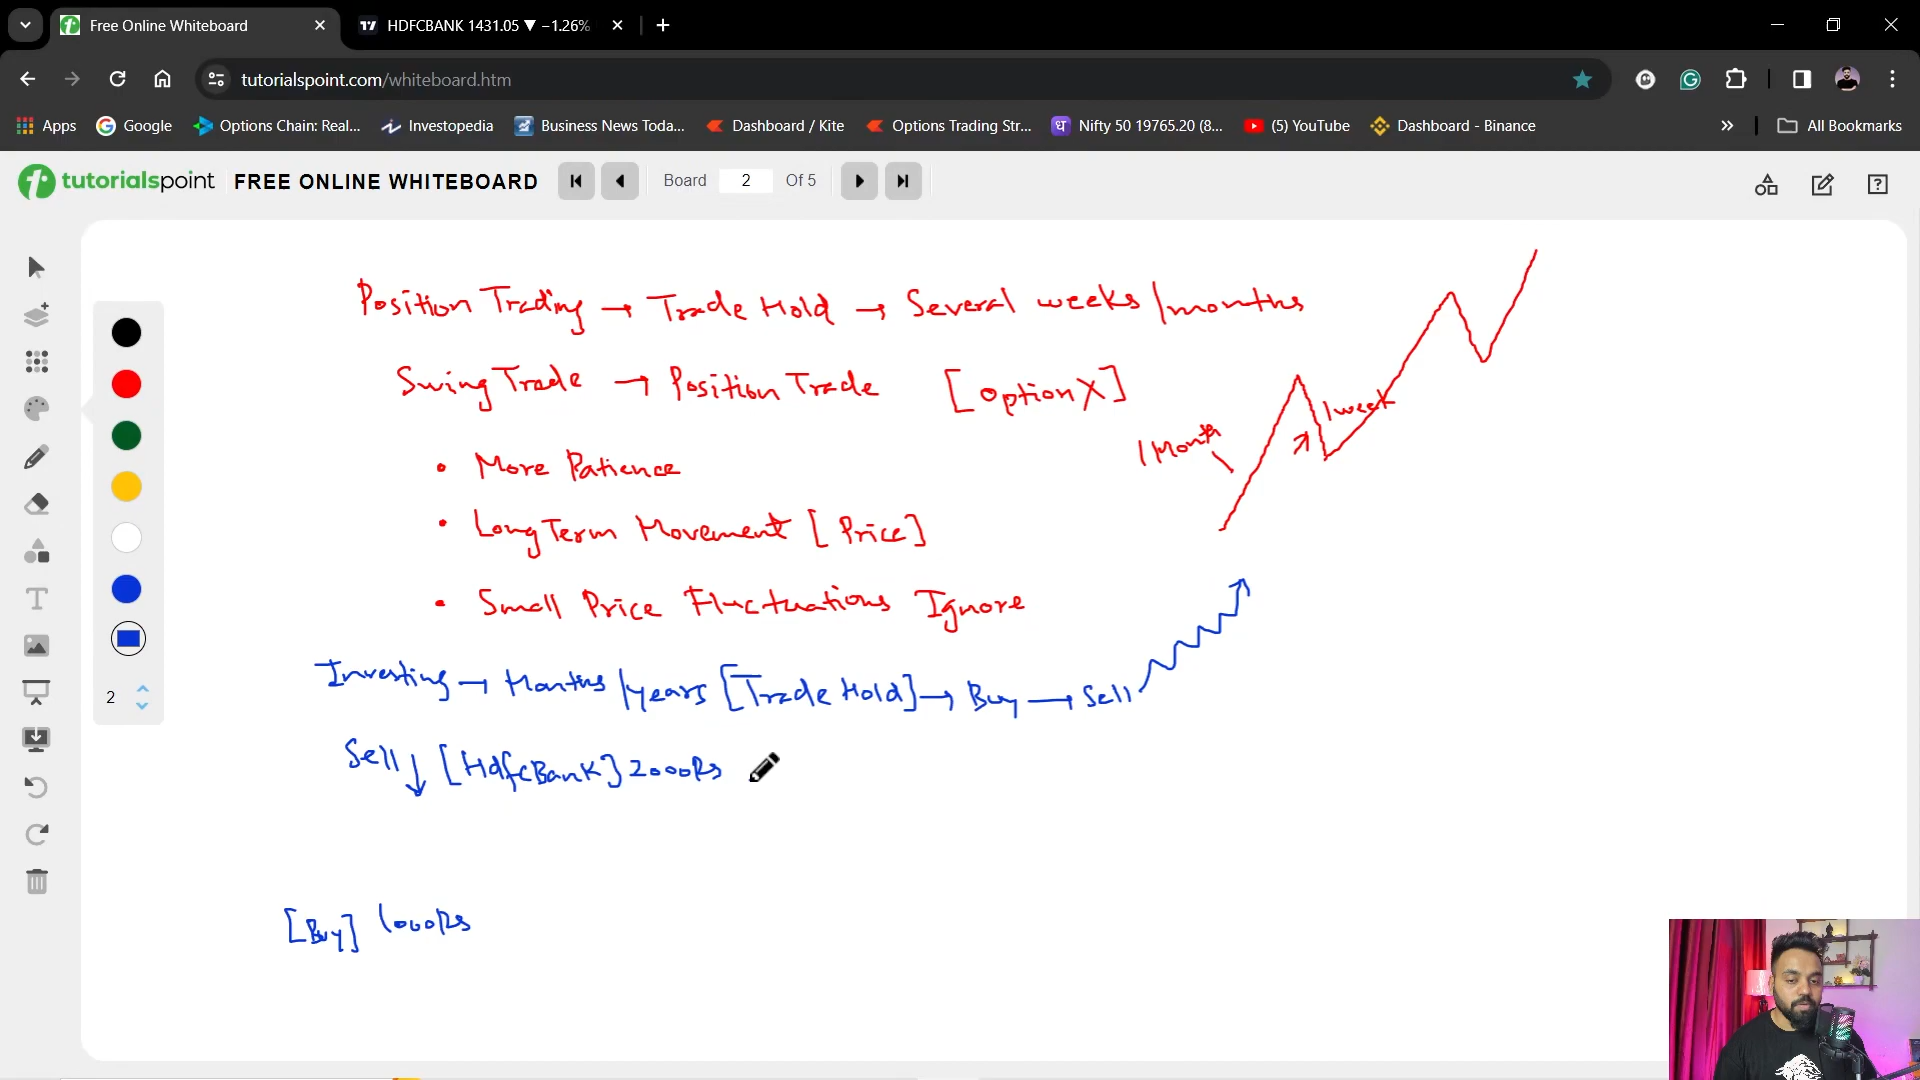 Free Online Whiteboard
HDFCBANK 1431.05 ▼ −1.26%
tutorialspoint.com/whiteboard.htm
Apps Google Options Chain: Real... Investopedia Business News Toda... Dashboard / Kite Options Trading Str... Nifty 50 19765.20 (8... (5) YouTube Dashboard - Binance » All Bookmarks
tutorialspoint FREE ONLINE WHITEBOARD Board 2 Of 5
Position Trading → Trade Hold → Several weeks/months
Swing Trade → Position Trade [Option X]
1 week
1 Month
• More Patience
• Long Term Movement [Price]
• Small Price Fluctuations Ignore
Investing → Months/years [Trade Hold] → Buy → Sell
2
Sell ↓ [HdfcBank] 2000Rs
[Buy] 1000Rs